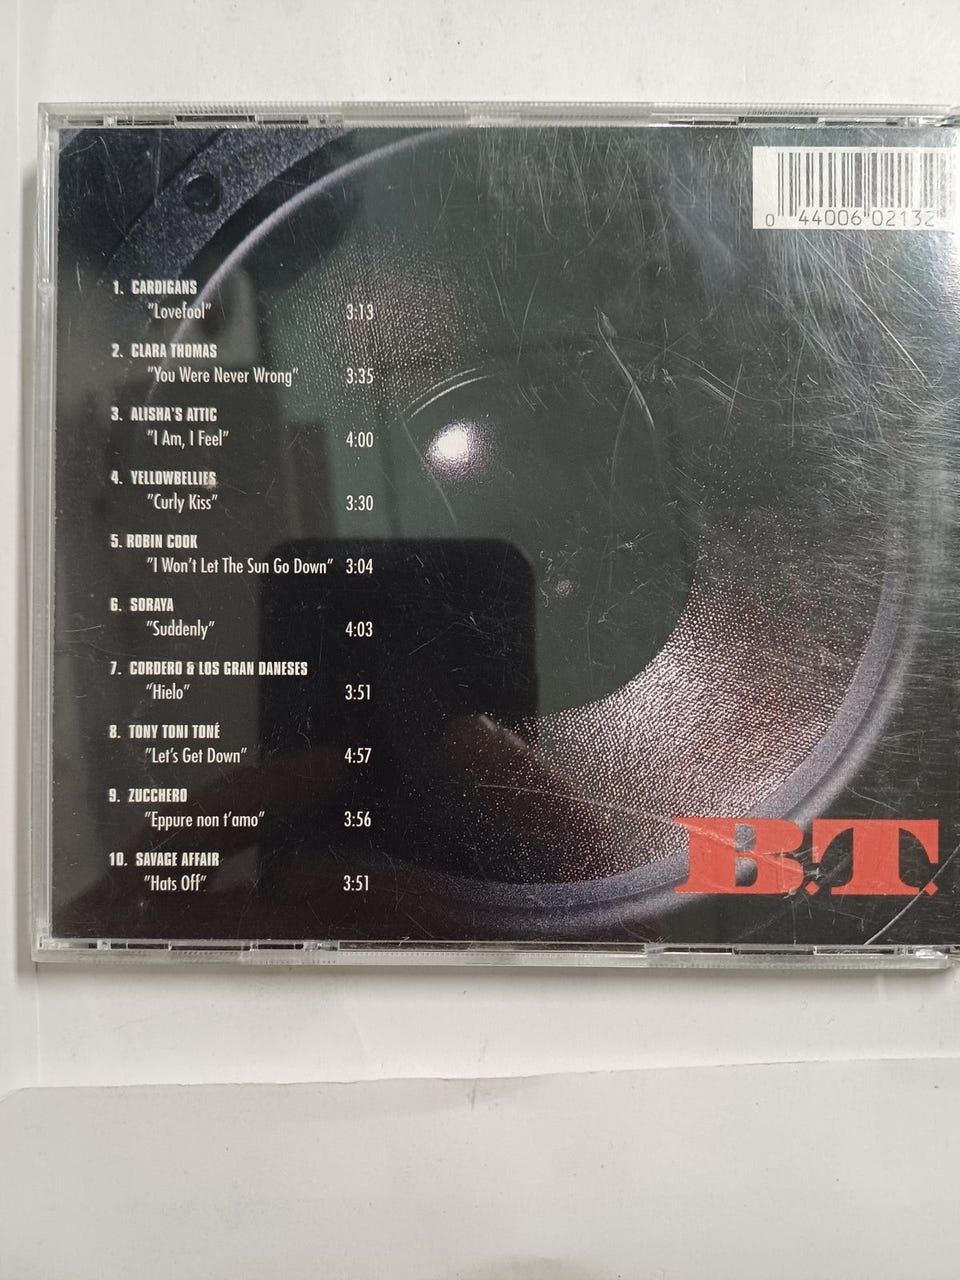 0 44006 02132
1. CARDIGANS
"Lovefool" 3:13
2. CLARA THOMAS
"You Were Never Wrong" 3:35
3. ALISHA'S ATTIC
"I Am, I Feel" 4:00
4. YELLOWBELLIES
"Curly Kiss" 3:30
5. ROBIN COOK
"I Won't Let The Sun Go Down" 3:04
6. SORAYA
"Suddenly" 4:03
7. CORDERO & LOS GRAN DANESES
"Hielo" 3:51
8. TONY TONI TONÉ
"Let's Get Down" 4:57
9. ZUCCHERO
"Eppure non t'amo" 3:56
10. SAVAGE AFFAIR
"Hats Off" 3:51
B.T.